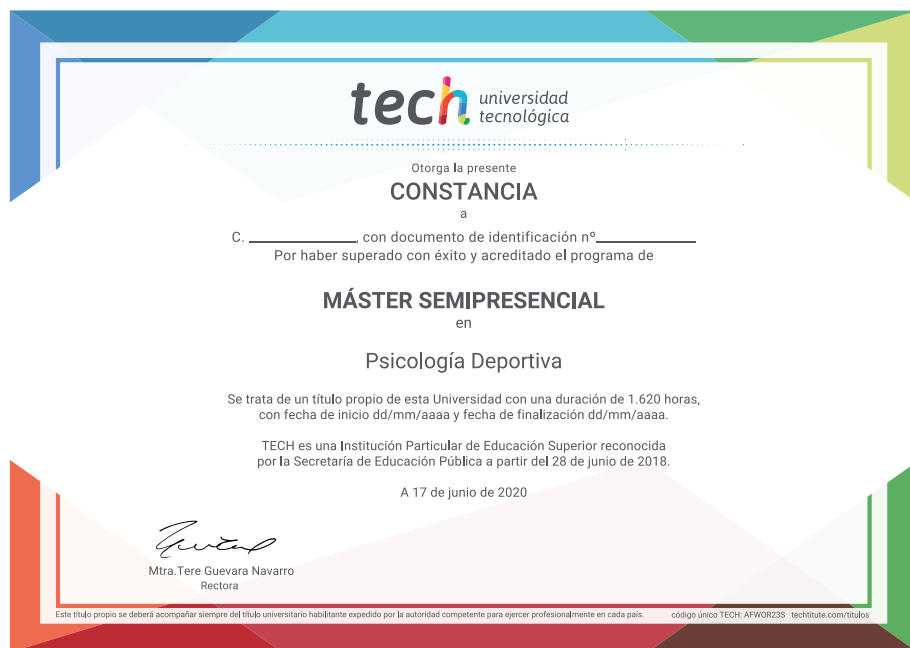 tech universidad
tecnológica
Otorga la presente
CONSTANCIA
a
C. ____________, con documento de identificación nº____________
Por haber superado con éxito y acreditado el programa de
MÁSTER SEMIPRESENCIAL
en
Psicología Deportiva
Se trata de un título propio de esta Universidad con una duración de 1.620 horas,
con fecha de inicio dd/mm/aaaa y fecha de finalización dd/mm/aaaa.
TECH es una Institución Particular de Educación Superior reconocida
por la Secretaría de Educación Pública a partir del 28 de junio de 2018.
A 17 de junio de 2020
Mtra.Tere Guevara Navarro
Rectora
Este título propio se deberá acompañar siempre del título universitario habilitante expedido por la autoridad competente para ejercer profesionalmente en cada país. código único TECH: AFWOR23S techtitute.com/titulos